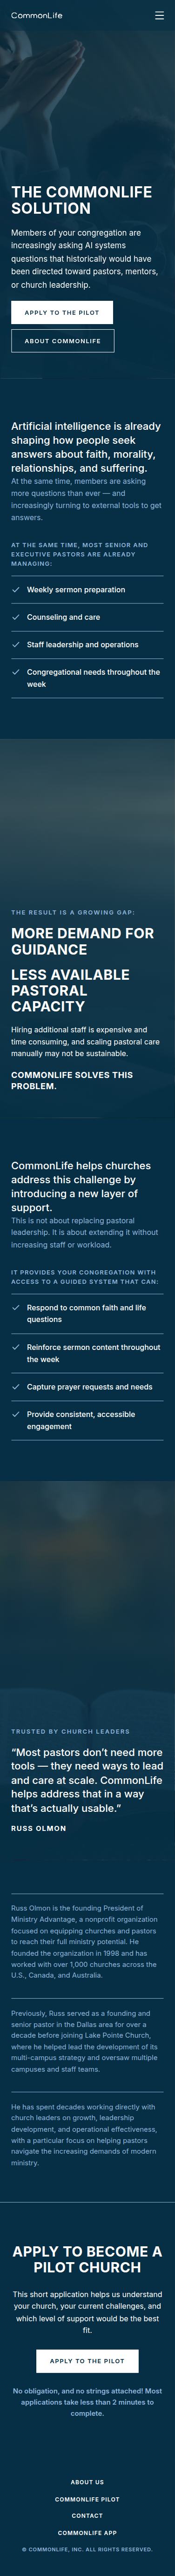 CommonLife
THE COMMONLIFE
SOLUTION
Members of your congregation are
increasingly asking AI systems
questions that historically would have
been directed toward pastors, mentors,
or church leadership.
APPLY TO THE PILOT
ABOUT COMMONLIFE
Artificial intelligence is already
shaping how people seek
answers about faith, morality,
relationships, and suffering.
At the same time, members are asking
more questions than ever — and
increasingly turning to external tools to get
answers.
AT THE SAME TIME, MOST SENIOR AND
EXECUTIVE PASTORS ARE ALREADY
MANAGING:
Weekly sermon preparation
Counseling and care
Staff leadership and operations
Congregational needs throughout the
week
THE RESULT IS A GROWING GAP:
MORE DEMAND FOR
GUIDANCE
LESS AVAILABLE
PASTORAL
CAPACITY
Hiring additional staff is expensive and
time consuming, and scaling pastoral care
manually may not be sustainable.
COMMONLIFE SOLVES THIS
PROBLEM.
CommonLife helps churches
address this challenge by
introducing a new layer of
support.
This is not about replacing pastoral
leadership. It is about extending it without
increasing staff or workload.
IT PROVIDES YOUR CONGREGATION WITH
ACCESS TO A GUIDED SYSTEM THAT CAN:
Respond to common faith and life
questions
Reinforce sermon content throughout
the week
Capture prayer requests and needs
Provide consistent, accessible
engagement
TRUSTED BY CHURCH LEADERS
“Most pastors don’t need more
tools — they need ways to lead
and care at scale. CommonLife
helps address that in a way
that’s actually usable.”
RUSS OLMON
Russ Olmon is the founding President of
Ministry Advantage, a nonprofit organization
focused on equipping churches and pastors
to reach their full ministry potential. He
founded the organization in 1998 and has
worked with over 1,000 churches across the
U.S., Canada, and Australia.
Previously, Russ served as a founding and
senior pastor in the Dallas area for over a
decade before joining Lake Pointe Church,
where he helped lead the development of its
multi-campus strategy and oversaw multiple
campuses and staff teams.
He has spent decades working directly with
church leaders on growth, leadership
development, and operational effectiveness,
with a particular focus on helping pastors
navigate the increasing demands of modern
ministry.
APPLY TO BECOME A
PILOT CHURCH
This short application helps us understand
your church, your current challenges, and
which level of support would be the best
fit.
APPLY TO THE PILOT
No obligation, and no strings attached! Most
applications take less than 2 minutes to
complete.
ABOUT US
COMMONLIFE PILOT
CONTACT
COMMONLIFE APP
© COMMONLIFE, INC. ALL RIGHTS RESERVED.